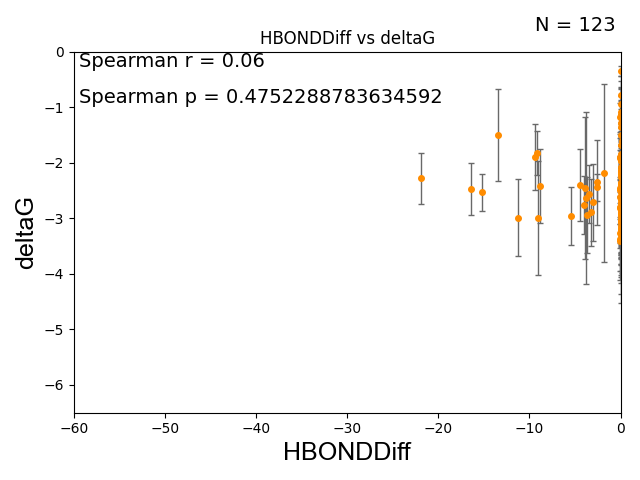 N = 123
HBONDDiff vs deltaG
Spearman r = 0.06
Spearman p = 0.4752288783634592
deltaG
0
−1
−2
−3
−4
−5
−6
−60
−50
−40
−30
−20
−10
0
HBONDDiff